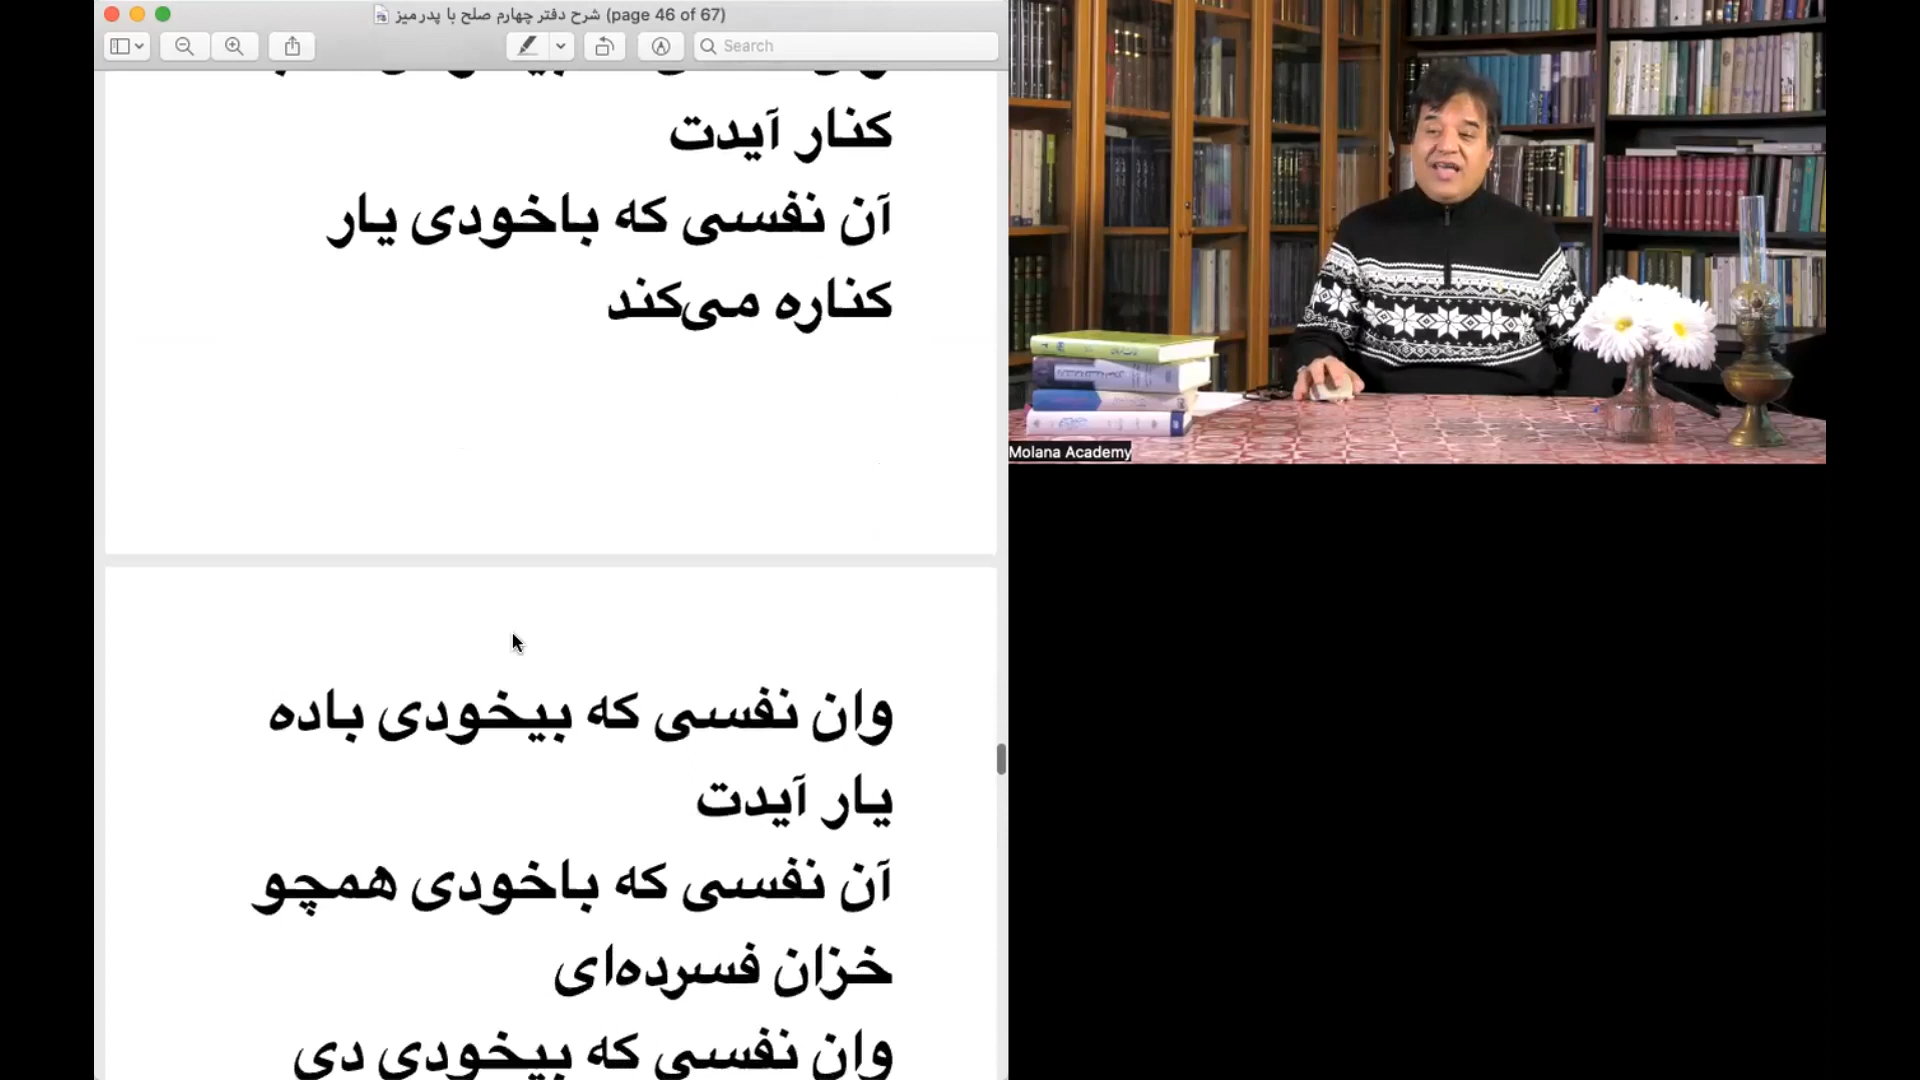 شرح دفتر چهارم صلح با پدر میز (page 46 of 67)
Search
کنار آیدت
آن نفسی که باخودی یار
کناره می‌کند
وان نفسی که بیخودی باده
یار آیدت
آن نفسی که باخودی همچو
خزان فسرده‌ای
وان نفسی که بیخودی دی
Molana Academy